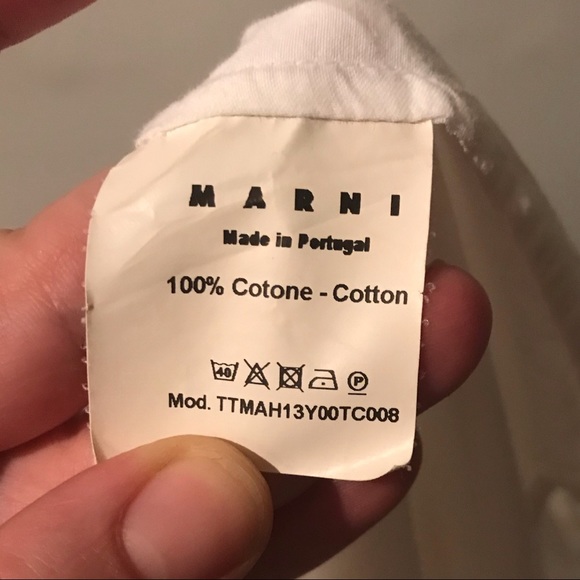 MARNI
Made in Portugal
100% Cotone - Cotton
40 P
Mod. TTMAH13Y00TC008